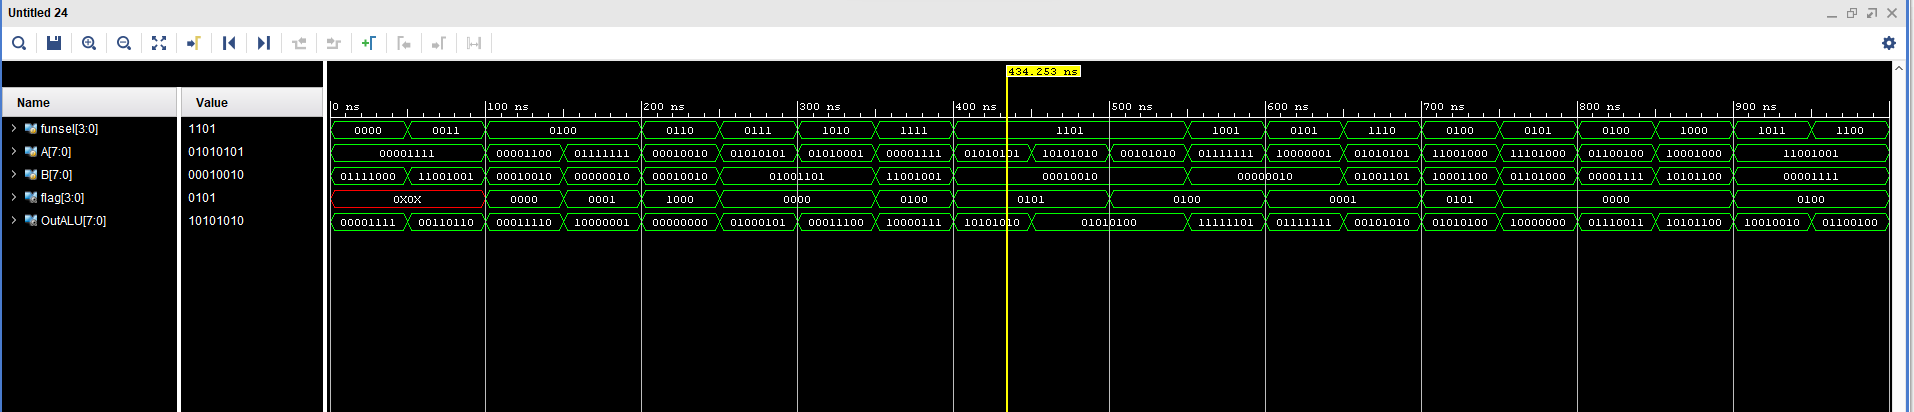 Untitled 24
434.253 ns
Name Value 0 ns 100 ns 200 ns 300 ns 400 ns 500 ns 600 ns 700 ns 800 ns 900 ns
funsel[3:0] 1101 0000 0011 0100 0110 0111 1010 1111 1101 1001 0101 1110 0100 0101 0100 1000 1011 1100
A[7:0] 01010101 00001111 00001100 01111111 00010010 01010101 01010001 00001111 01010101 10101010 00101010 01111111 10000001 01010101 11001000 11101000 01100100 10001000 11001001
B[7:0] 00010010 01111000 11001001 00010010 00000010 00010010 01001101 11001001 00010010 00000010 01001101 10001100 01101100 00001111 10101100 00001111
flag[3:0] 0101 0X0X 0000 0001 1000 0000 0100 0101 0100 0001 0101 0000 0100
OutALU[7:0] 10101010 00001111 00110110 00011110 10000001 00000000 01000101 00011100 10000111 10101010 01010100 11111101 01111111 00101010 01010100 10000000 01110011 10101100 10010010 01100100